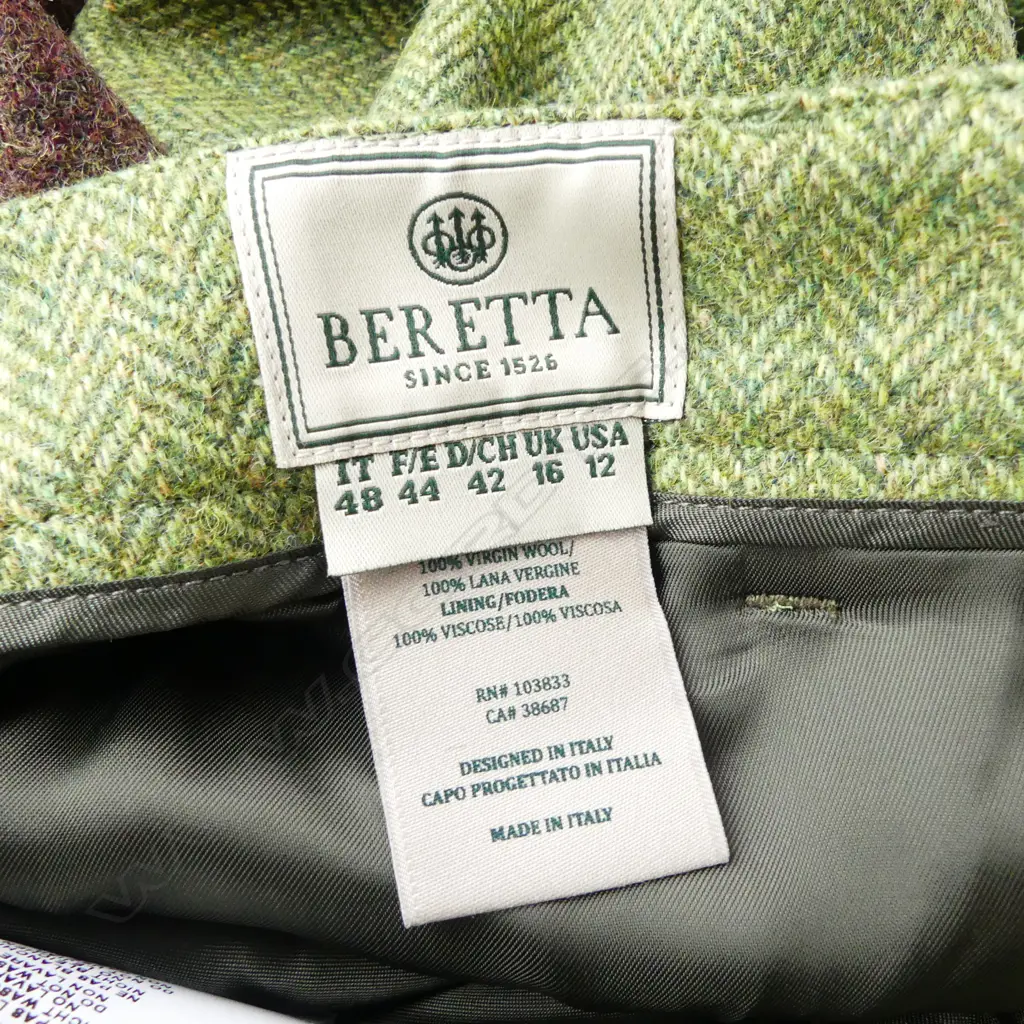 BERETTA
SINCE 1526
IT F/E D/CH UK USA
48 44 42 16 12
100% VIRGIN WOOL/
100% LANA VERGINE
LINING/FODERA
100% VISCOSE/100% VISCOSA
RN# 103833
CA# 38687
DESIGNED IN ITALY
CAPO PROGETTATO IN ITALIA
MADE IN ITALY